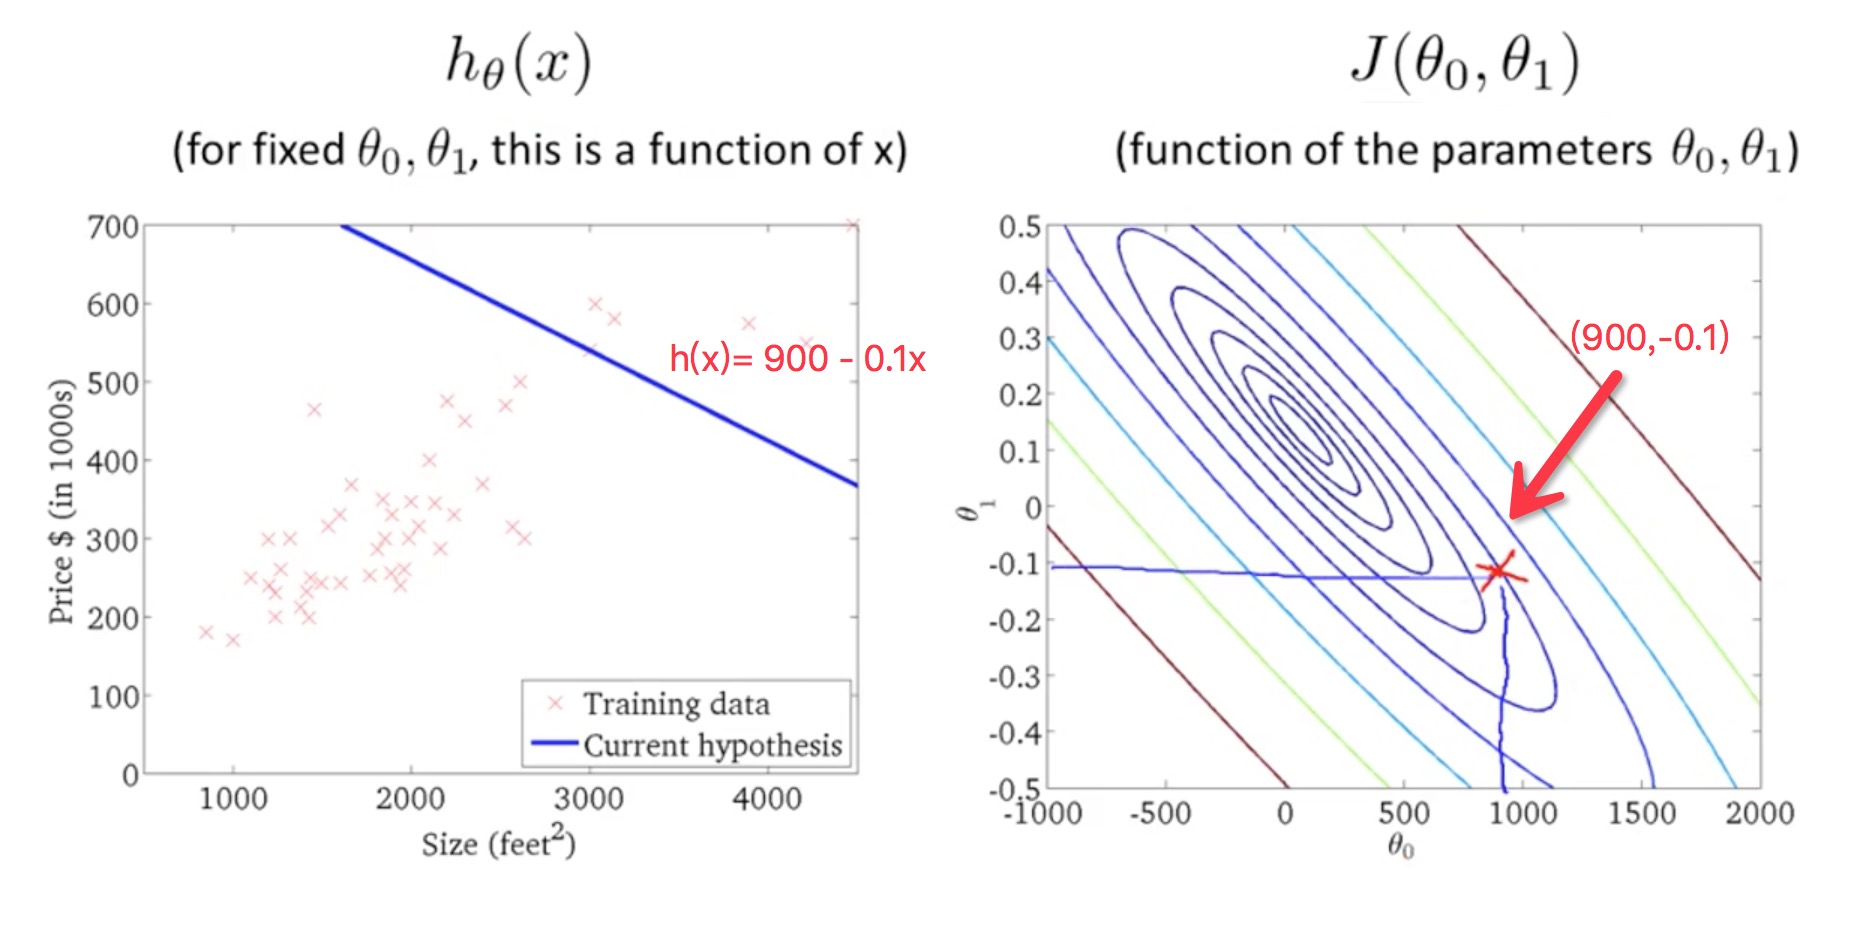 hθ(x)
(for fixed θ0, θ1, this is a function of x)
700
600
500
400
300
200
100
0
Price $ (in 1000s)
h(x)= 900 - 0.1x
Training data
Current hypothesis
1000 2000 3000 4000
Size (feet²)
J(θ0, θ1)
(function of the parameters θ0, θ1)
0.5
0.4
0.3
0.2
0.1
0
-0.1
-0.2
-0.3
-0.4
-0.5
θ1
(900,-0.1)
-1000 -500 0 500 1000 1500 2000
θ0